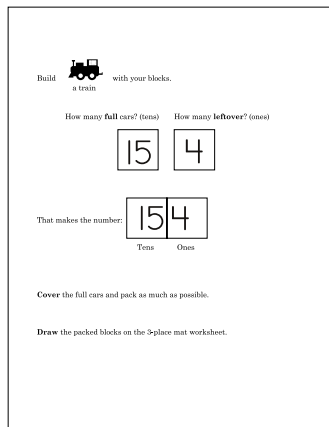 Build with your blocks.
a train
How many full cars? (tens) How many leftover? (ones)
15 4
That makes the number: 15 4
Tens Ones
Cover the full cars and pack as much as possible.
Draw the packed blocks on the 3-place mat worksheet.